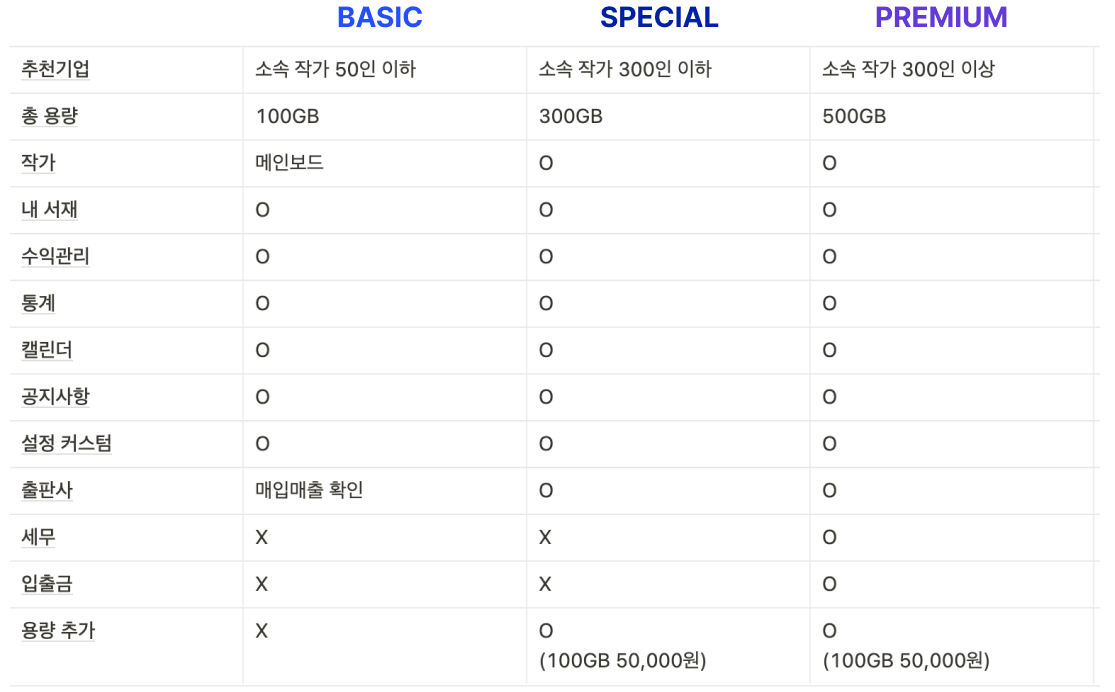 BASIC SPECIAL PREMIUM
추천기업 소속 작가 50인 이하 소속 작가 300인 이하 소속 작가 300인 이상
총 용량 100GB 300GB 500GB
작가 메인보드 O O
내 서재 O O O
수익관리 O O O
통계 O O O
캘린더 O O O
공지사항 O O O
설정 커스텀 O O O
출판사 매입매출 확인 O O
세무 X X O
입출금 X X O
용량 추가 X O O
(100GB 50,000원) (100GB 50,000원)